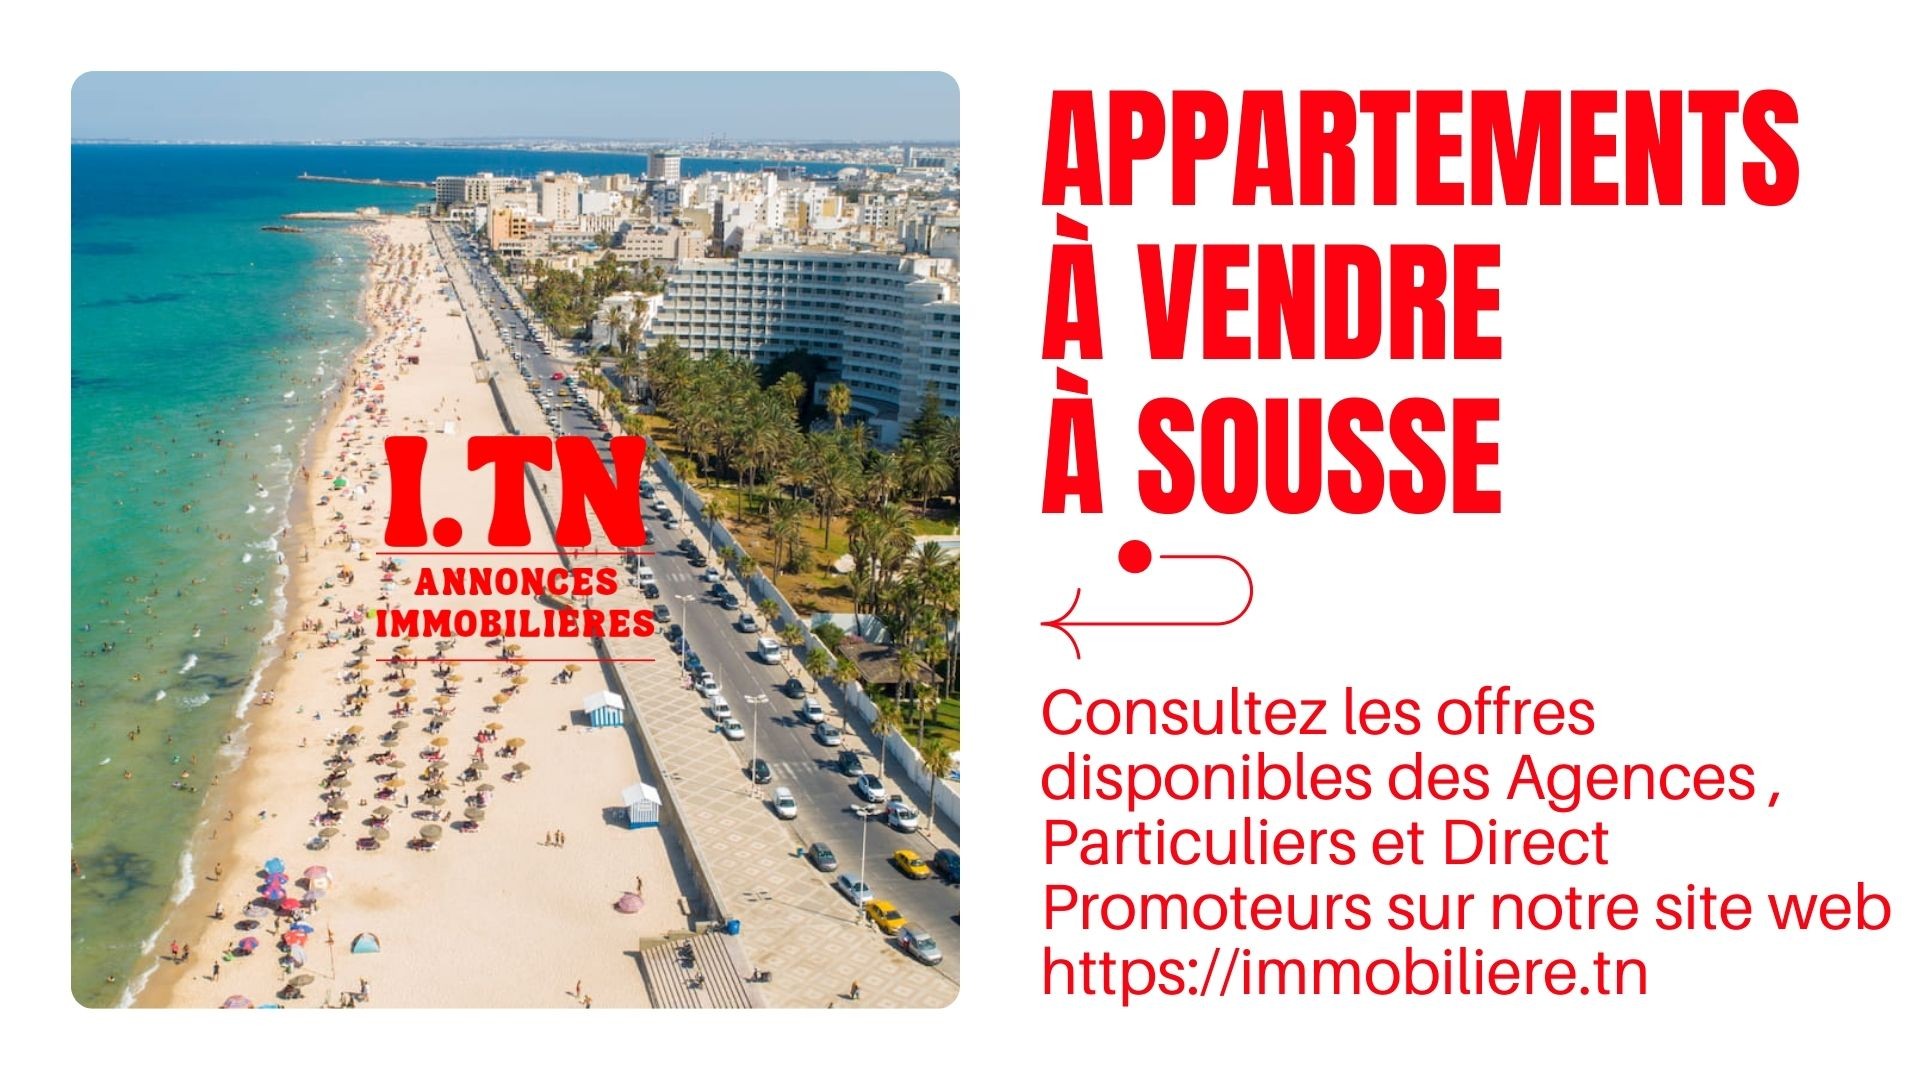 I.TN
ANNONCES
IMMOBILIERES
APPARTEMENTS
À VENDRE
À SOUSSE
Consultez les offres
disponibles des Agences ,
Particuliers et Direct
Promoteurs sur notre site web
https://immobiliere.tn